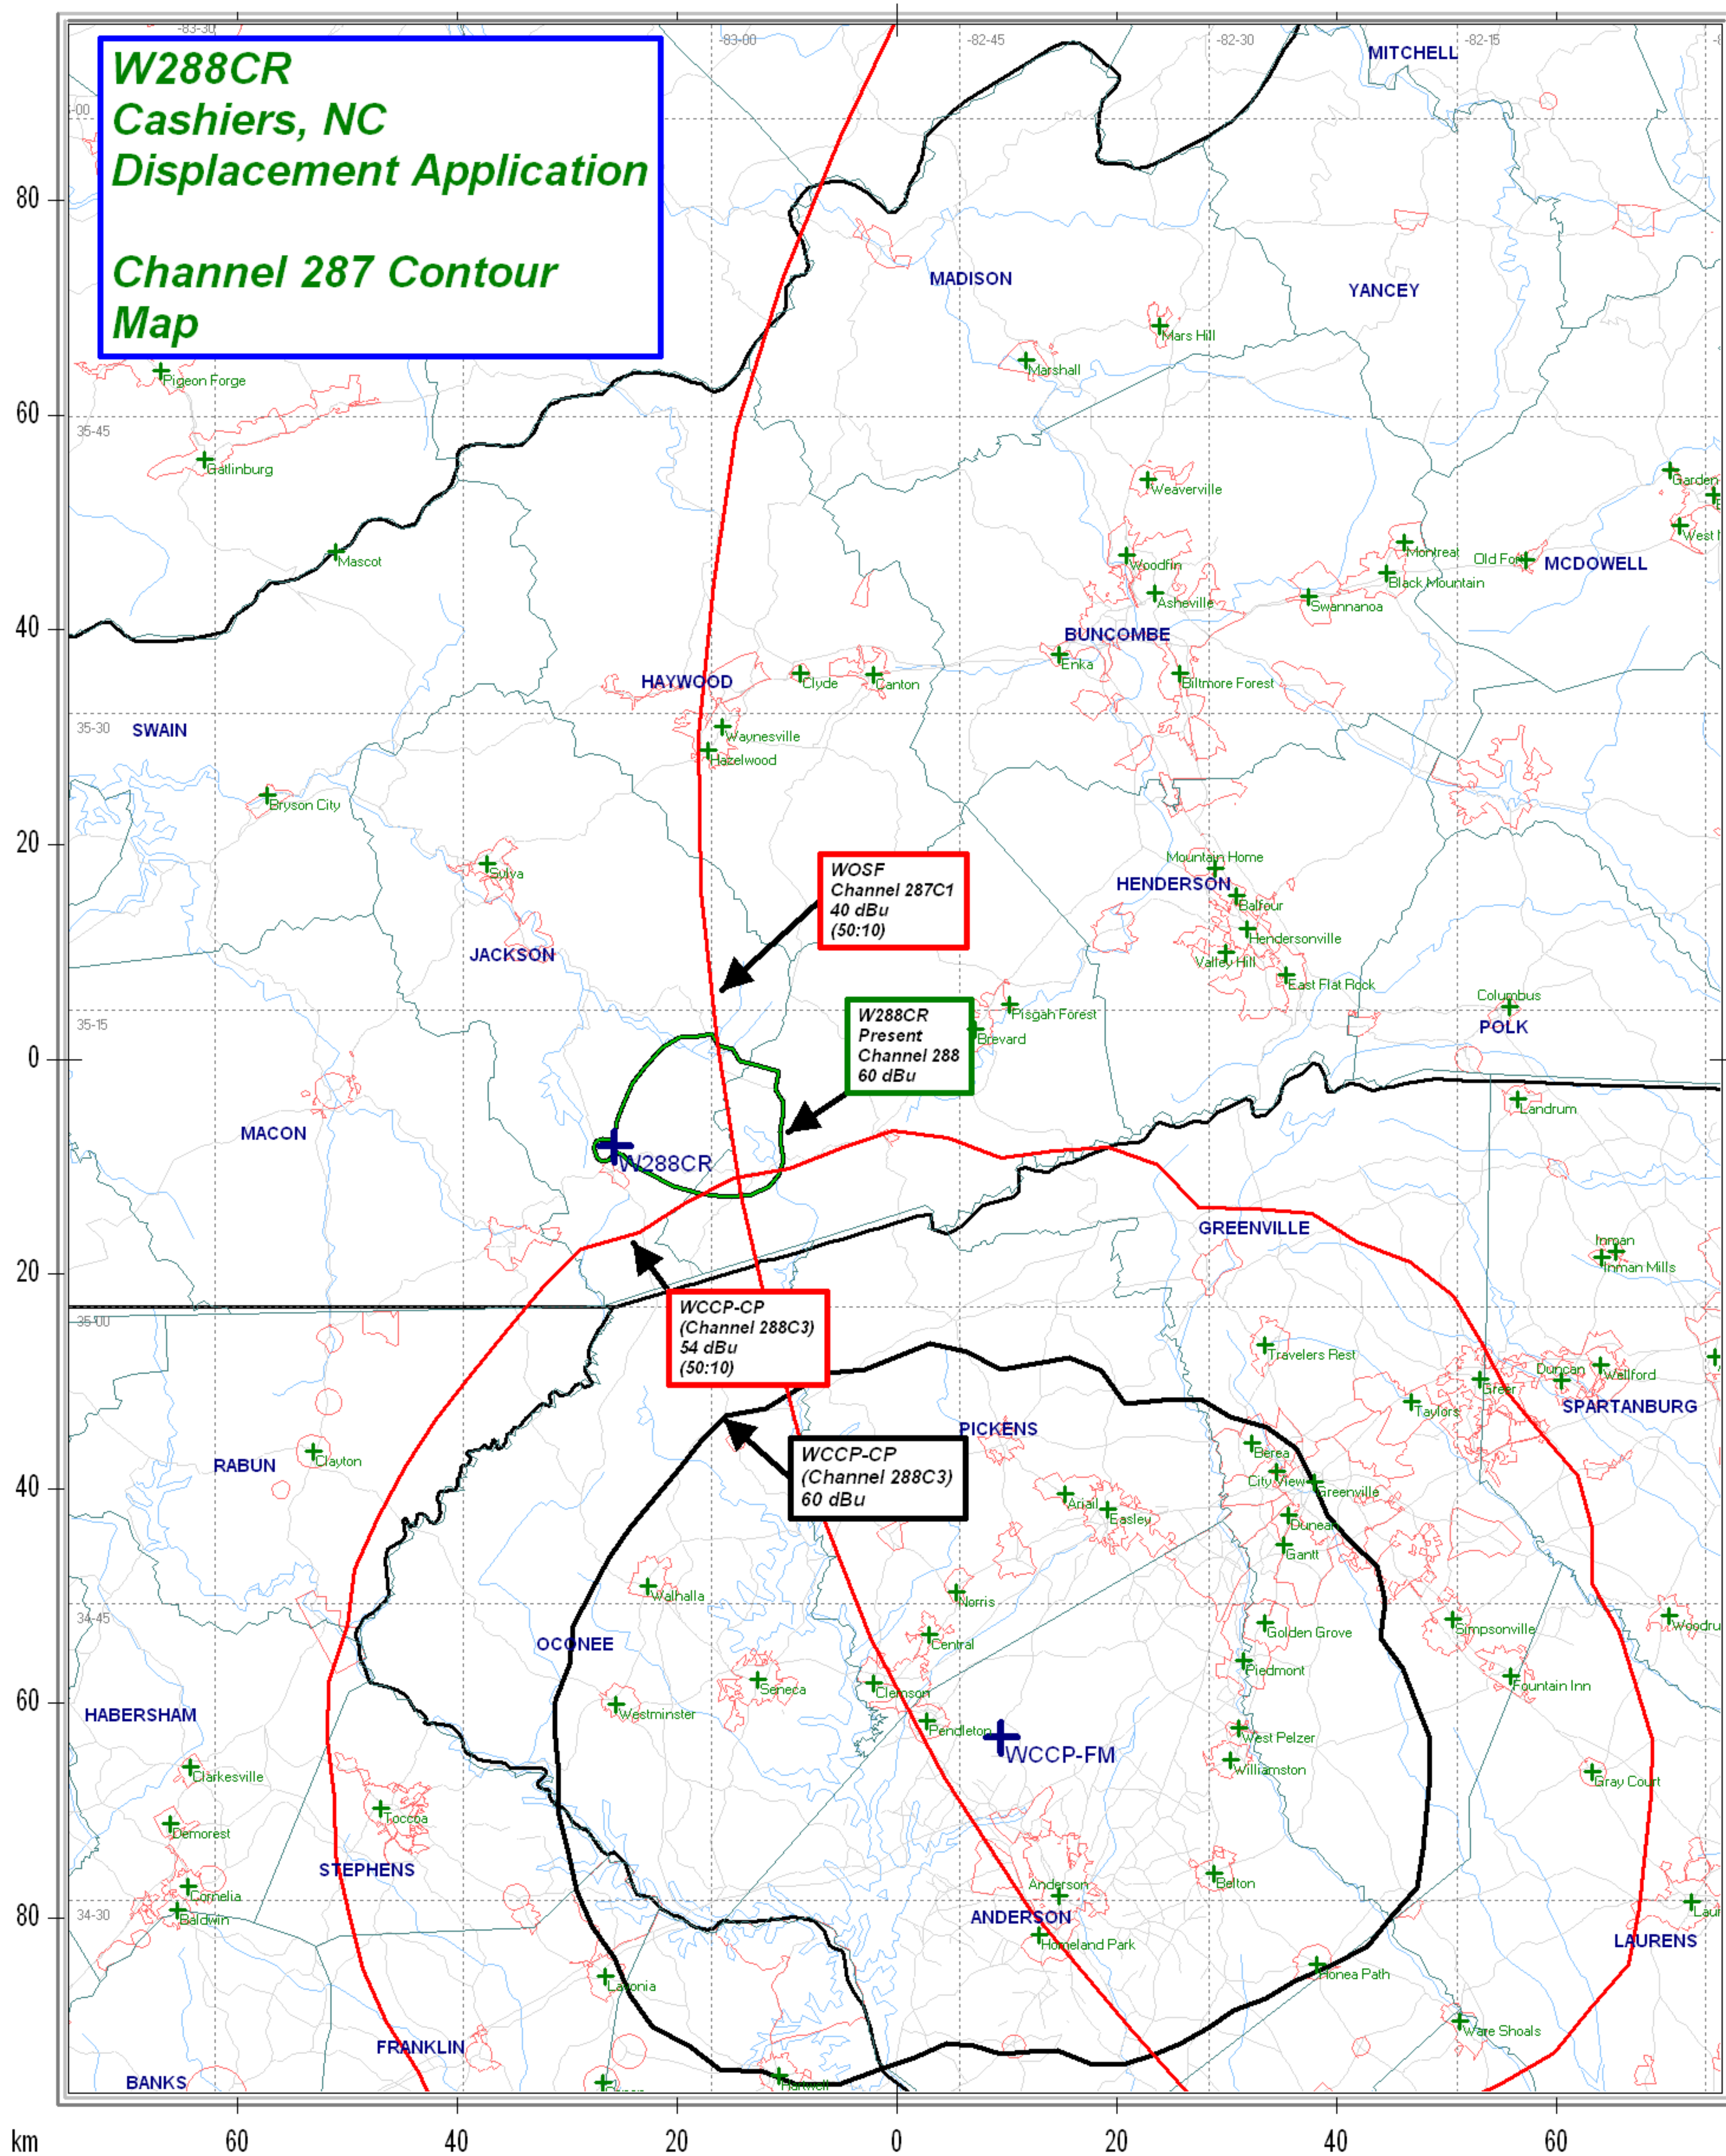 -83-30
-83-00
-82-45
-82-30
-82-15
MITCHELL
W288CR
Cashiers, NC
Displacement Application
Channel 287 Contour
Map
80
MADISON
YANCEY
Mars Hill
Marshall
Pigeon Forge
60
35-45
Gatlinburg
Weaverville
Garden
Mascot
Woodfin
Montreat
Old Fort
MCDOWELL
West
Black Mountain
Asheville
Swannanoa
40
BUNCOMBE
Enka
HAYWOOD
Clyde
Canton
Biltmore Forest
35-30
SWAIN
Waynesville
Hazelwood
Bryson City
20
Sylva
Mountain Home
HENDERSON
WOSF
Channel 287C1
40 dBu
(50:10)
Balfour
Hendersonville
JACKSON
Valley Hill
East Flat Rock
Columbus
POLK
Pisgah Forest
Brevard
35-15
W288CR
Present
Channel 288
60 dBu
0
Landrum
MACON
W288CR
GREENVILLE
Inman
Inman Mills
20
WCCP-CP
(Channel 288C3)
54 dBu
(50:10)
35-00
Travelers Rest
Duncan
Wellford
Greer
Taylors
SPARTANBURG
PICKENS
RABUN
Clayton
WCCP-CP
(Channel 288C3)
60 dBu
Berea
City View
Greenville
40
Arial
Easley
Dunean
Gantt
Walhalla
Norris
34-45
OCONEE
Central
Golden Grove
Simpsonville
Woodru
Piedmont
Seneca
Clemson
Fountain Inn
60
Westminster
HABERSHAM
Pendleton
WCCP-FM
West Pelzer
Williamston
Clarkesville
Gray Court
Toccoa
Demorest
STEPHENS
Belton
Cornelia
Anderson
80
34-30
Baldwin
ANDERSON
Homeland Park
Laur
LAURENS
Lavonia
Honea Path
Ware Shoals
FRANKLIN
BANKS
Hartwell
km
60
40
20
0
20
40
60